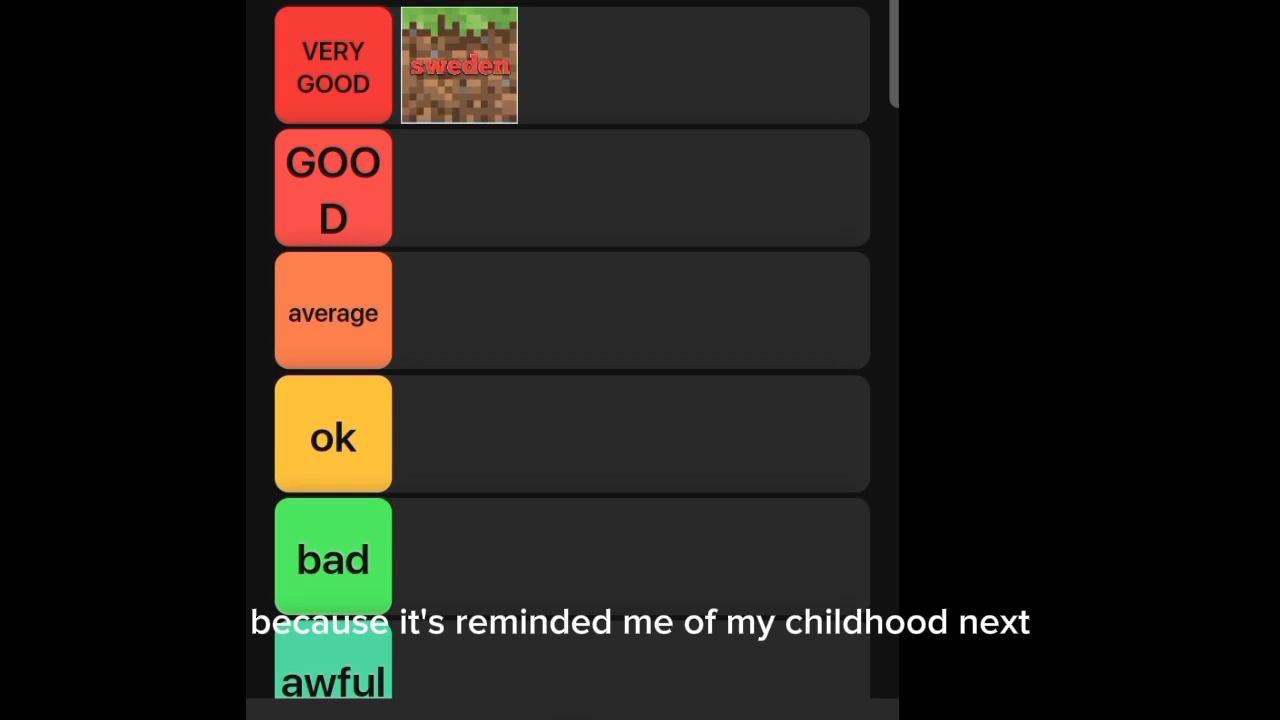 VERY
GOOD
sweden
GOO
D
average
ok
bad
because it's reminded me of my childhood next
awful